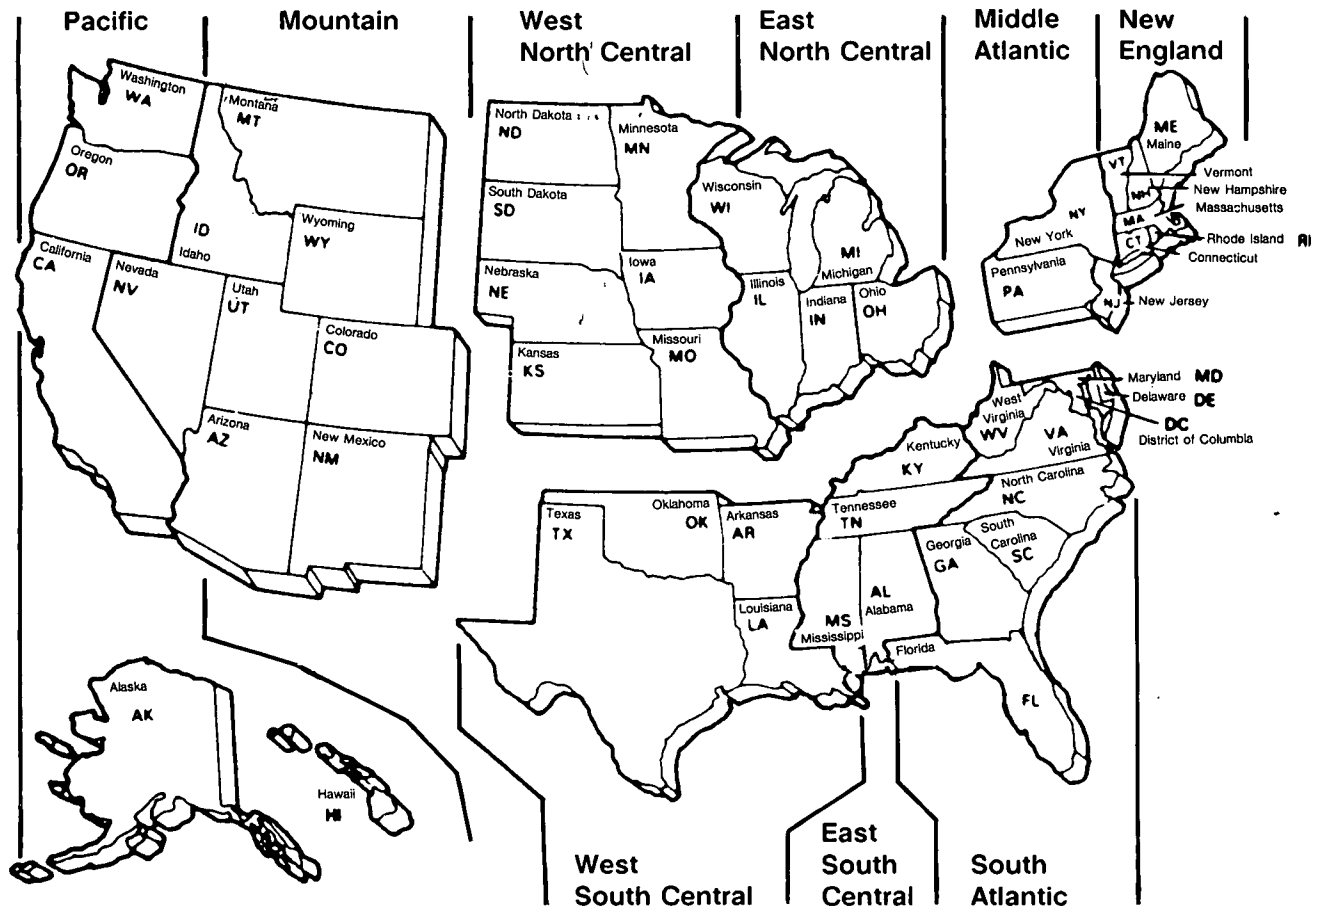 Pacific
Mountain
West
North Central
East
North Central
Middle
Atlantic
New
England
Washington
WA
Montana
MT
Oregon
OR
ID
Idaho
Wyoming
WY
California
CA
Nevada
NV
Utah
UT
Colorado
CO
Arizona
AZ
New Mexico
NM
Alaska
AK
Hawaii
HI
North Dakota
ND
Minnesota
MN
South Dakota
SD
Nebraska
NE
Iowa
IA
Kansas
KS
Missouri
MO
Wisconsin
WI
MI
Michigan
Illinois
IL
Indiana
IN
Ohio
OH
NY
New York
Pennsylvania
PA
NJ
New Jersey
ME
Maine
VT
Vermont
NH
New Hampshire
MA
Massachusetts
Rhode Island RI
CT
Connecticut
Maryland MD
Delaware DE
DC
District of Columbia
West
Virginia
WV
VA
Virginia
Kentucky
KY
North Carolina
NC
Tennessee
TN
South
Carolina
SC
Georgia
GA
AL
Alabama
MS
Mississippi
Florida
FL
Oklahoma
OK
Texas
TX
Arkansas
AR
Louisiana
LA
West
South Central
East
South
Central
South
Atlantic